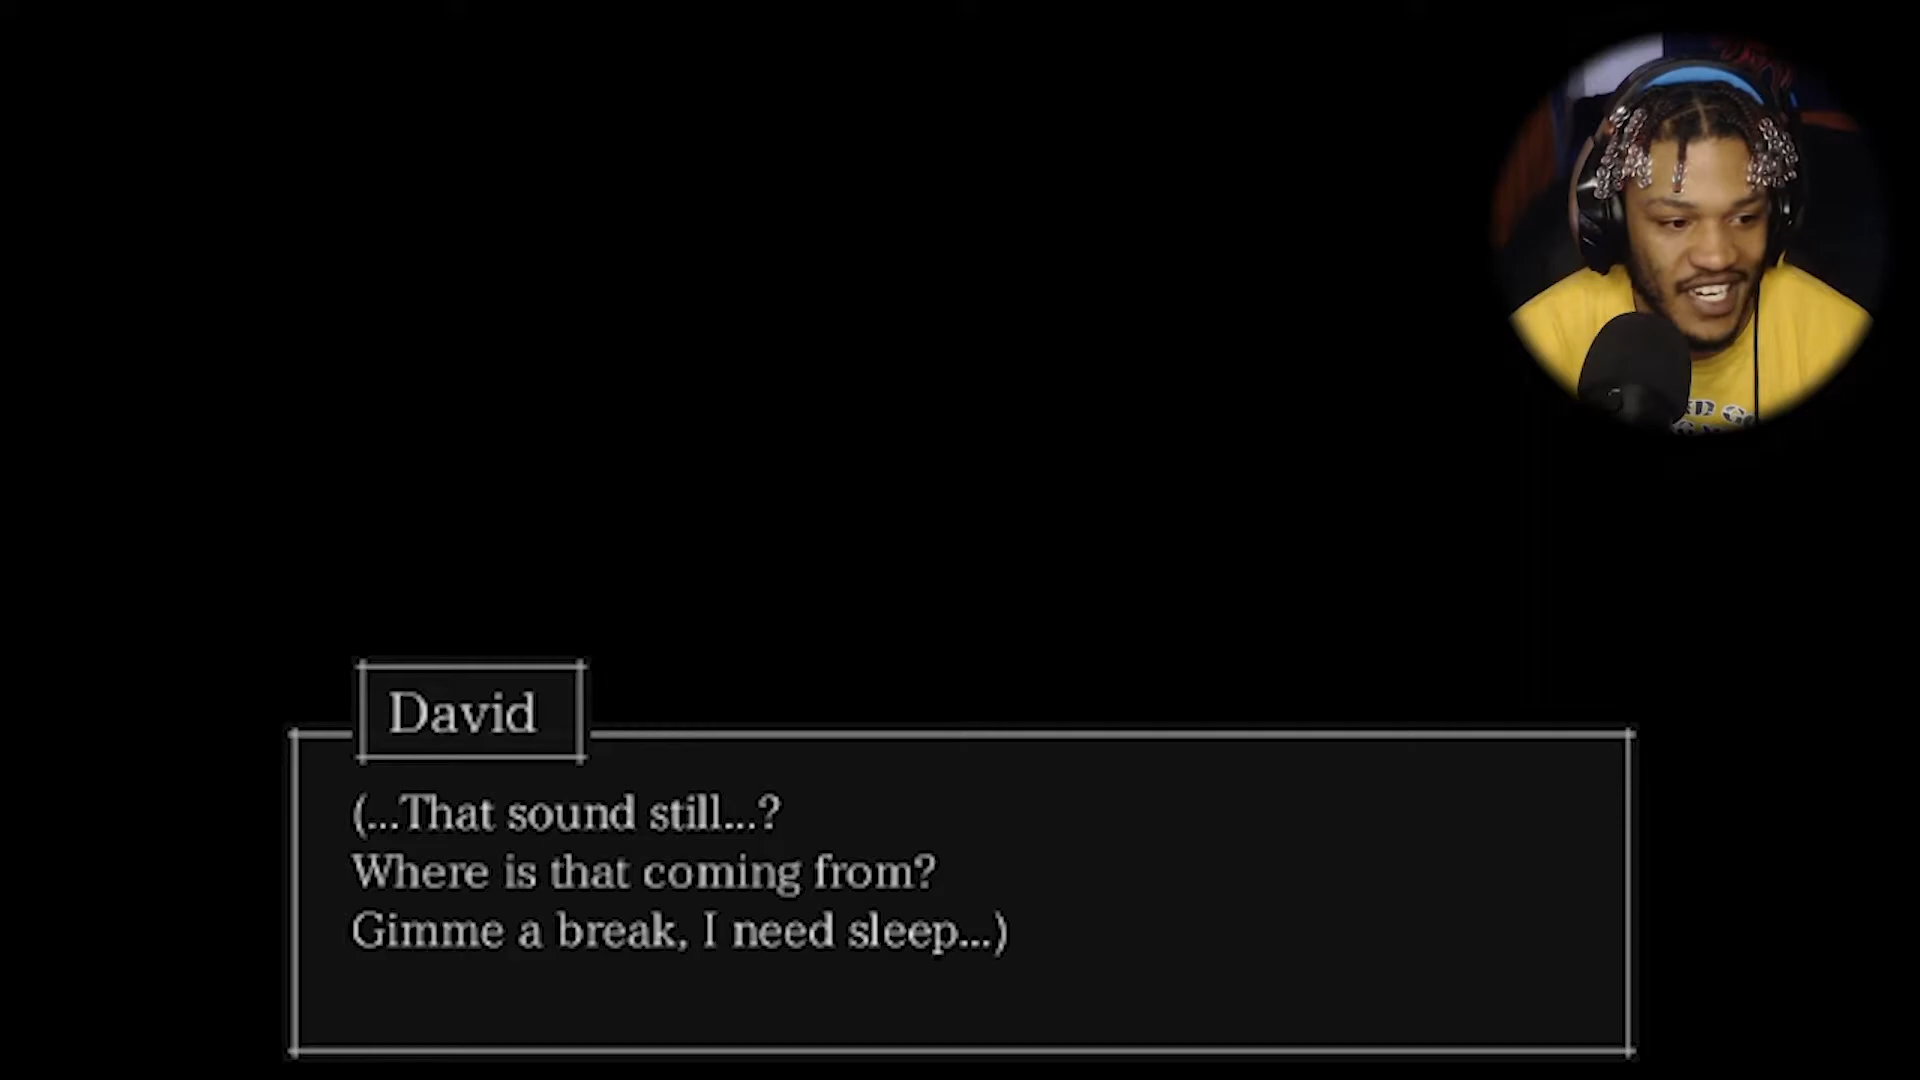 David
(...That sound still...?
Where is that coming from?
Gimme a break, I need sleep...)